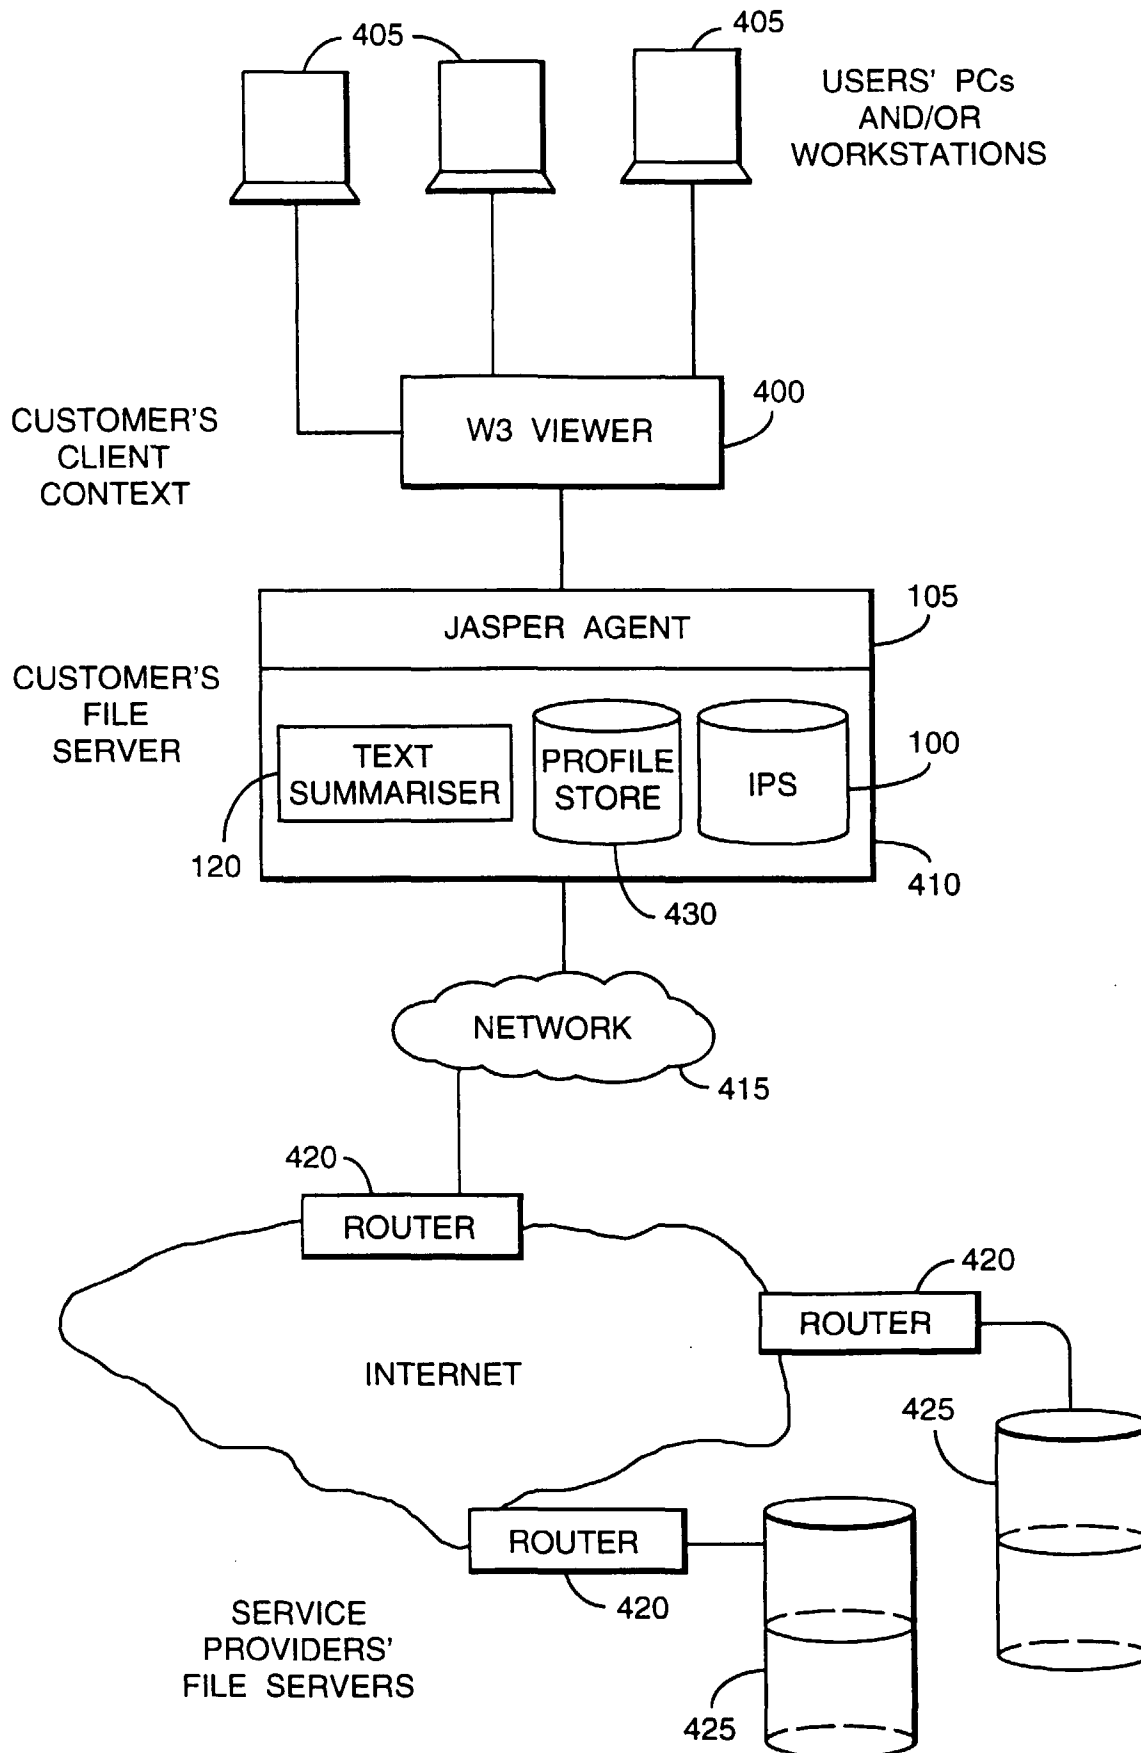 405
405
USERS' PCs
AND/OR
WORKSTATIONS
CUSTOMER'S
CLIENT
CONTEXT
W3 VIEWER
400
JASPER AGENT
105
CUSTOMER'S
FILE
SERVER
TEXT
SUMMARISER
PROFILE
STORE
IPS
100
120
410
430
NETWORK
415
420
ROUTER
420
ROUTER
INTERNET
425
ROUTER
420
SERVICE
PROVIDERS'
FILE SERVERS
425